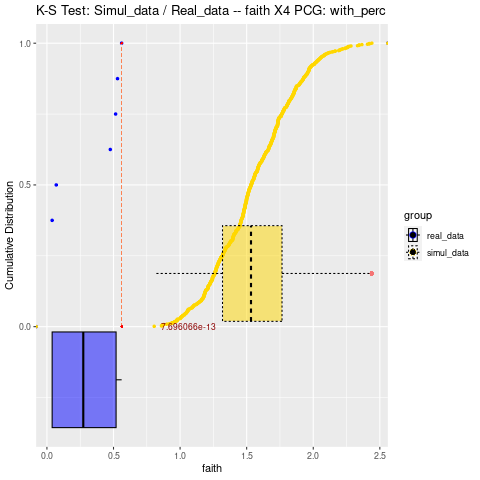 K-S Test: Simul_data / Real_data -- faith X4 PCG: with_perc
Cumulative Distribution
1.0
0.5
0.0
7.696066e-13
0.0 0.5 1.0 1.5 2.0 2.5
faith
group
real_data
simul_data